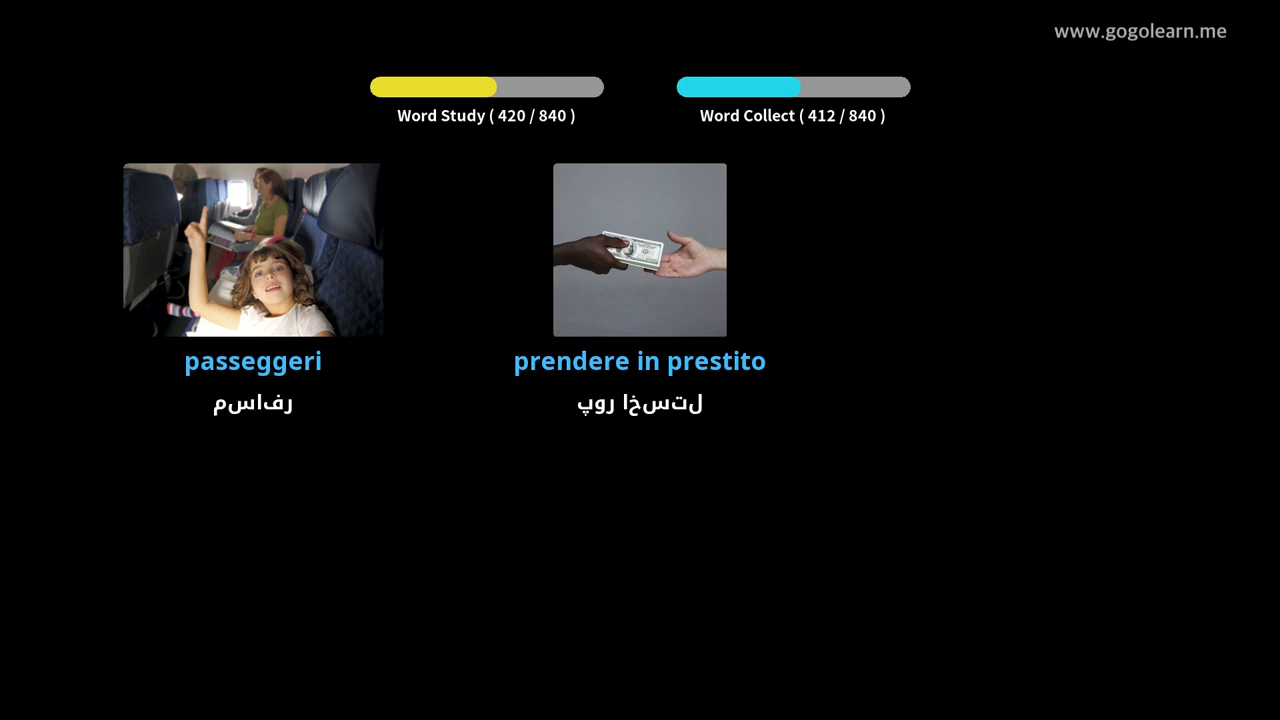 www.gogolearn.me
Word Study ( 420 / 840 )
Word Collect ( 412 / 840 )
passeggeri
رفاسم
prendere in prestito
لتسخا روپ